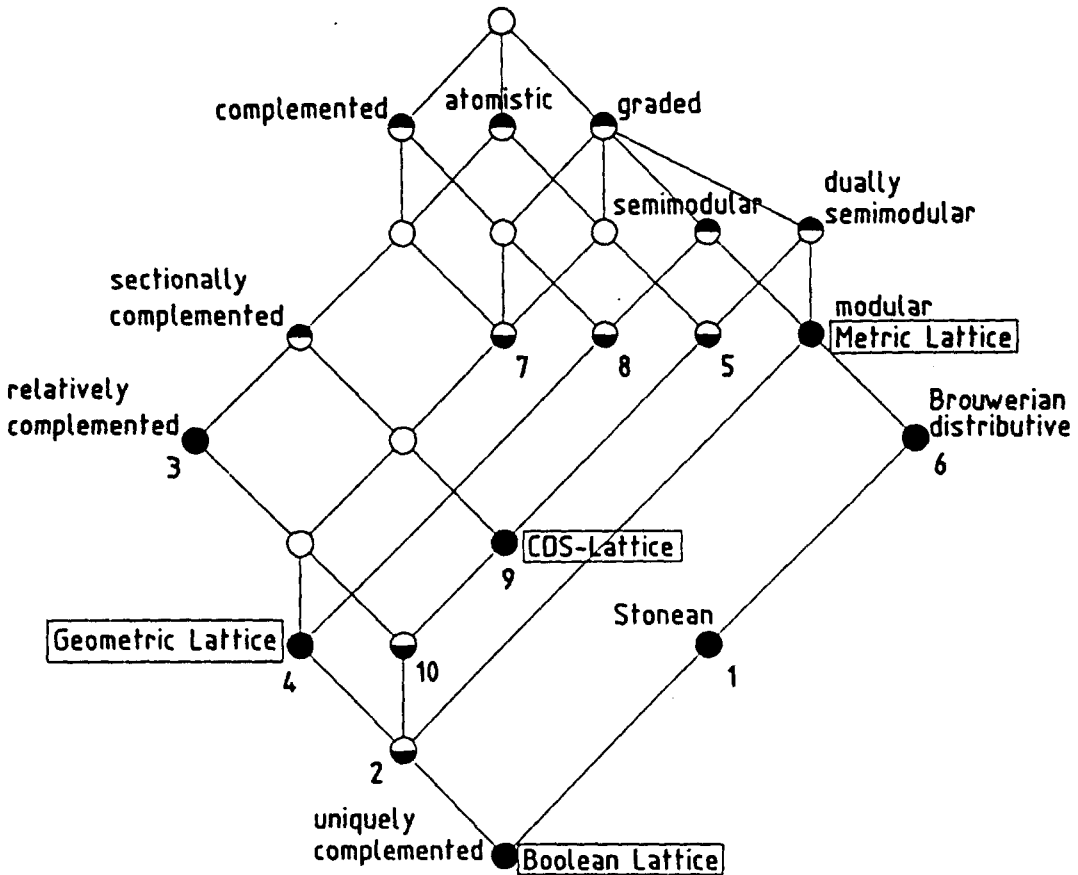 complemented
atomistic
graded
semimodular
dually
semimodular
sectionally
complemented
7
8
5
modular
Metric Lattice
relatively
complemented
3
Brouwerian
distributive
6
CDS-Lattice
9
Geometric Lattice
4
10
Stonean
1
2
uniquely
complemented
Boolean Lattice